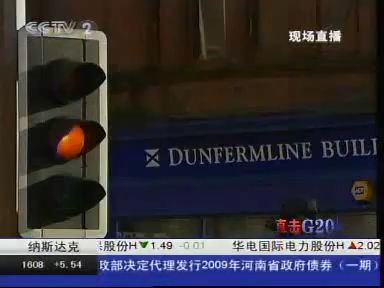 CCTV 2
现场直播
DUNFERMLINE BUIL
直击G20
纳斯达克 股份H▼1.49 -0.01 华电国际电力股份H▲2.02
1608 +5.54 政部决定代理发行2009年河南省政府债券（一期）